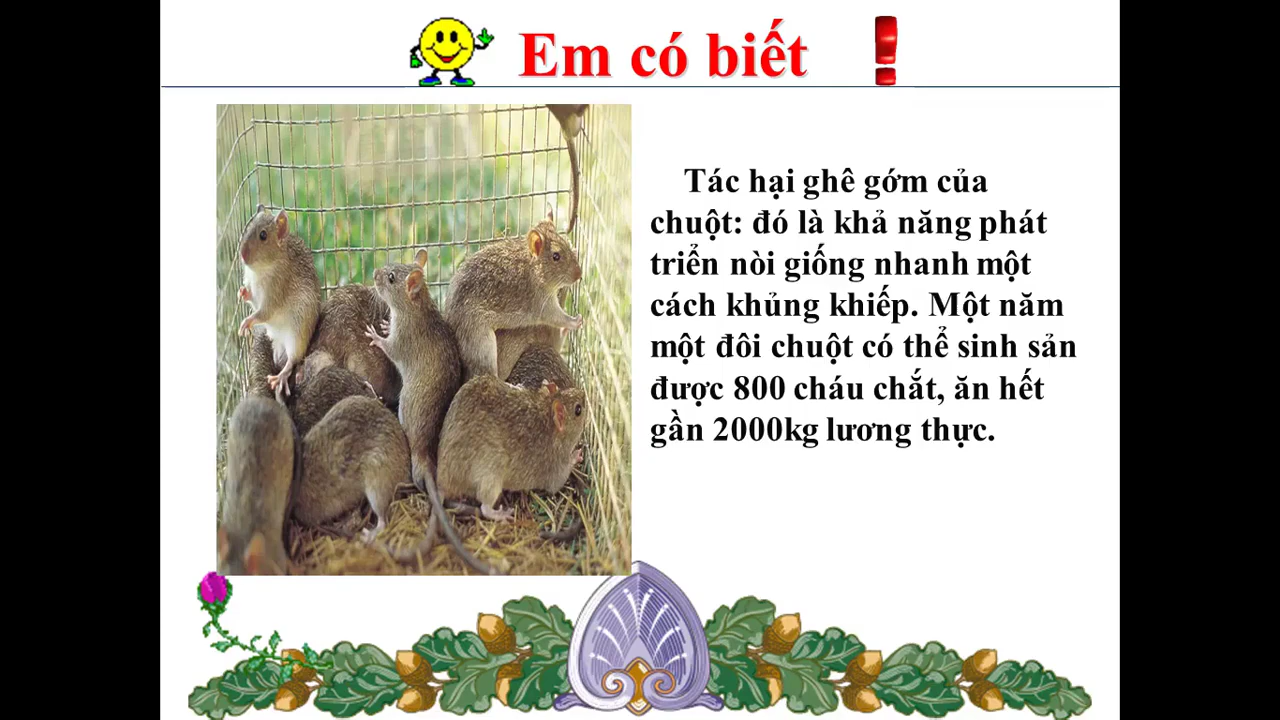 Em có biết !
Tác hại ghê gớm của
chuột: đó là khả năng phát
triển nòi giống nhanh một
cách khủng khiếp. Một năm
một đôi chuột có thể sinh sản
được 800 cháu chắt, ăn hết
gần 2000kg lương thực.